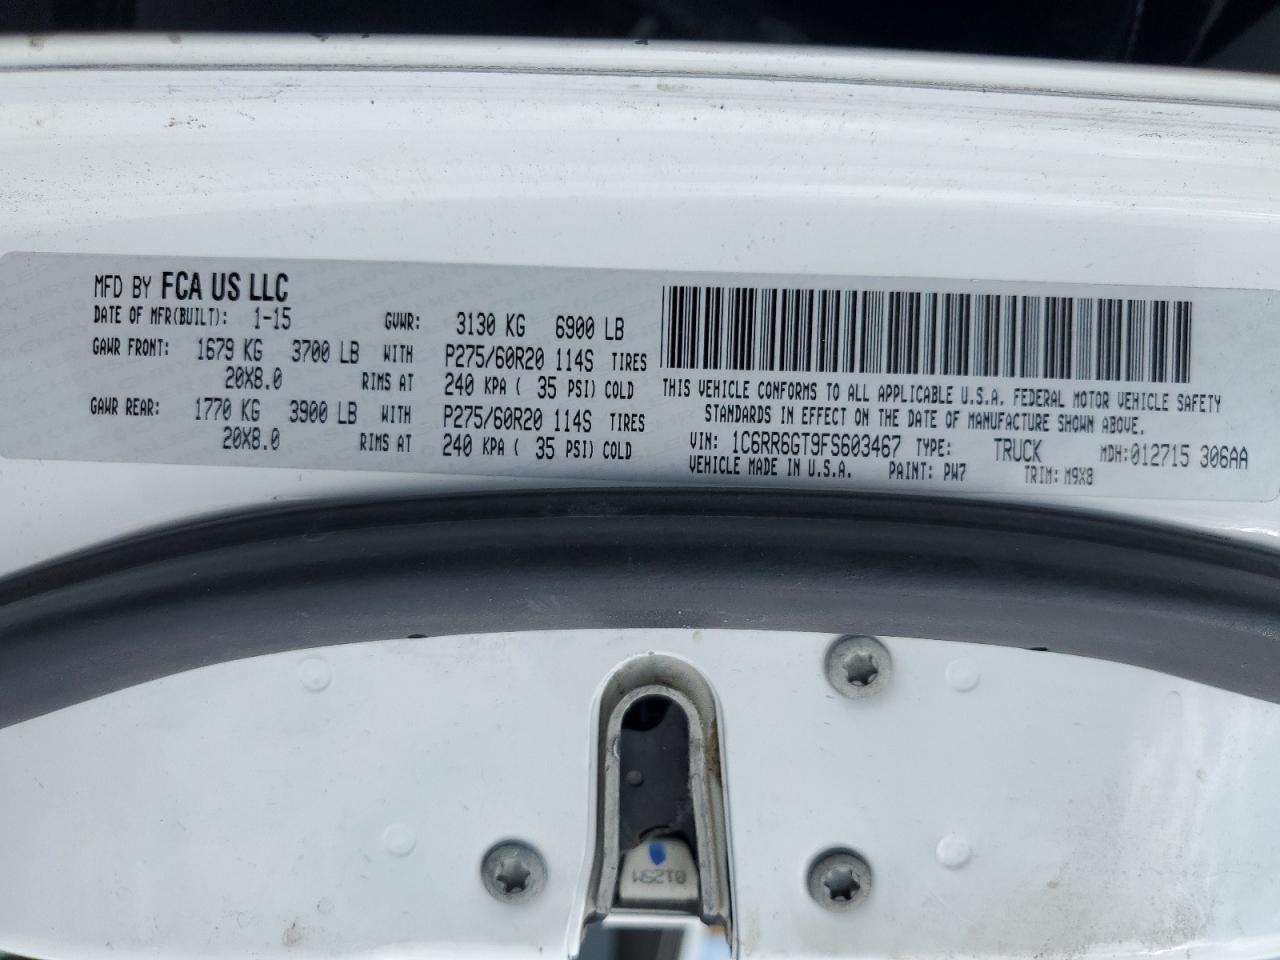 MFD BY FCA US LLC
DATE OF MFR(BUILT): 1-15 GVWR: 3130 KG 6900 LB
GAWR FRONT: 1679 KG 3700 LB WITH P275/60R20 114S TIRES
20X8.0 RIMS AT 240 KPA ( 35 PSI) COLD
GAWR REAR: 1770 KG 3900 LB WITH P275/60R20 114S TIRES
20X8.0 RIMS AT 240 KPA ( 35 PSI) COLD
THIS VEHICLE CONFORMS TO ALL APPLICABLE U.S.A. FEDERAL MOTOR VEHICLE SAFETY
STANDARDS IN EFFECT ON THE DATE OF MANUFACTURE SHOWN ABOVE.
VIN: 1C6RR6GT9FS603467 TYPE: TRUCK MDH:012715 306AA
VEHICLE MADE IN U.S.A. PAINT: PW7 TRIM: M9X8